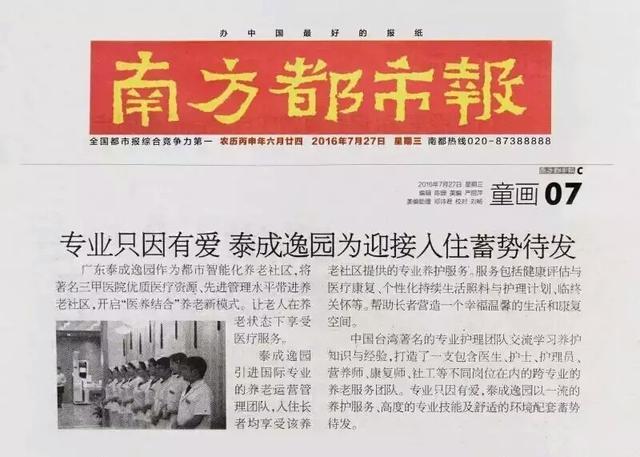 办中国最好的报纸
南方都市報
全国都市报综合竞争力第一 农历丙申年六月廿四 2016年7月27日 星期三 南都热线020-87388888
C
2016年7月27日 星期三
童画 07
专业只因有爱 泰成逸园为迎接入住蓄势待发
广东泰成逸园作为都市智能化养老社区，将
著名三甲医院优质医疗资源、先进管理水平带进养
老社区，开启“医养结合”养老新模式。让老人在养
老状态下享受
医疗服务。
泰成逸园
引进国际专业
的养老运营管
理团队，入住长
者均享受该养
老社区提供的专业养护服务。服务包括健康评估与
医疗康复、个性化持续生活照料与护理计划、临终
关怀等。帮助长者营造一个幸福温馨的生活和康复
空间。
中国台湾著名的专业护理团队交流学习养护
知识与经验，打造了一支包含医生、护士、护理员、
营养师、康复师、社工等不同岗位在内的跨专业的
养老服务团队。专业只因有爱，泰成逸园以一流的
养护服务、高度的专业技能及舒适的环境配套蓄势
待发。